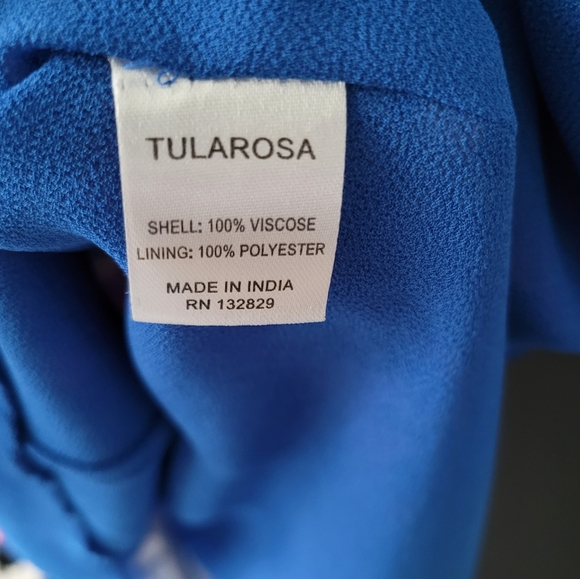 TULAROSA
SHELL: 100% VISCOSE
LINING: 100% POLYESTER
MADE IN INDIA
RN 132829